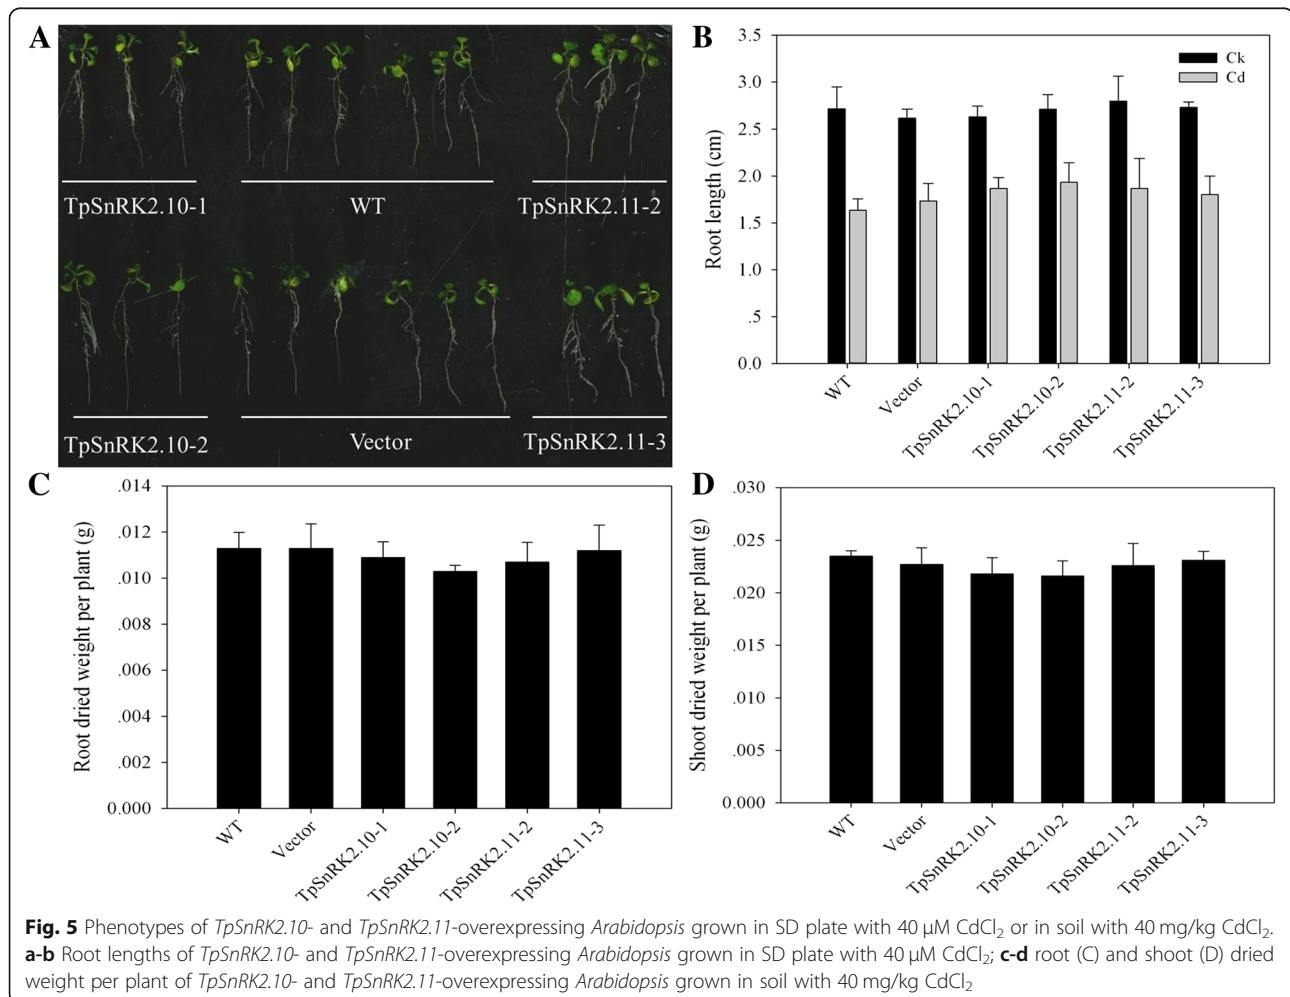 A
TpSnRK2.10-1
WT
TpSnRK2.11-2
TpSnRK2.10-2
Vector
TpSnRK2.11-3
B
Root length (cm)
3.5
3.0
2.5
2.0
1.5
1.0
.5
0.0
Ck
Cd
WT
Vector
TpSnRK2.10-1
TpSnRK2.10-2
TpSnRK2.11-2
TpSnRK2.11-3
C
Root dried weight per plant (g)
.014
.012
.010
.008
.006
.004
.002
0.000
WT
Vector
TpSnRK2.10-1
TpSnRK2.10-2
TpSnRK2.11-2
TpSnRK2.11-3
D
Shoot dried weight per plant (g)
.030
.025
.020
.015
.010
.005
.000
WT
Vector
TpSnRK2.10-1
TpSnRK2.10-2
TpSnRK2.11-2
TpSnRK2.11-3
Fig. 5 Phenotypes of TpSnRK2.10- and TpSnRK2.11-overexpressing Arabidopsis grown in SD plate with 40 μM CdCl₂ or in soil with 40 mg/kg CdCl₂.
a-b Root lengths of TpSnRK2.10- and TpSnRK2.11-overexpressing Arabidopsis grown in SD plate with 40 μM CdCl₂; c-d root (C) and shoot (D) dried
weight per plant of TpSnRK2.10- and TpSnRK2.11-overexpressing Arabidopsis grown in soil with 40 mg/kg CdCl₂